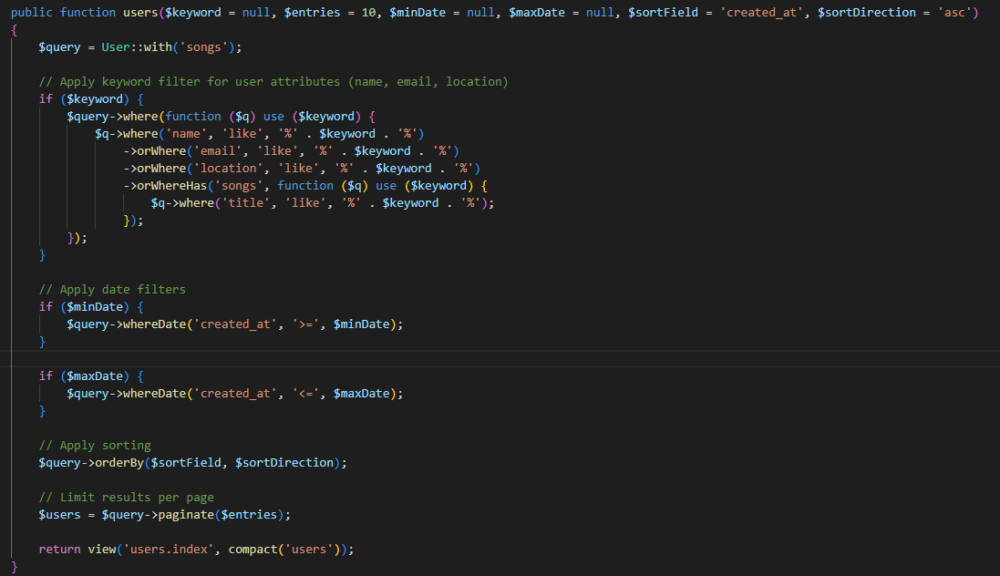 public function users($keyword = null, $entries = 10, $minDate = null, $maxDate = null, $sortField = 'created_at', $sortDirection = 'asc')
{
    $query = User::with('songs');

    // Apply keyword filter for user attributes (name, email, location)
    if ($keyword) {
        $query->where(function ($q) use ($keyword) {
            $q->where('name', 'like', '%' . $keyword . '%')
                ->orWhere('email', 'like', '%' . $keyword . '%')
                ->orWhere('location', 'like', '%' . $keyword . '%')
                ->orWhereHas('songs', function ($q) use ($keyword) {
                    $q->where('title', 'like', '%' . $keyword . '%');
                });
        });
    }

    // Apply date filters
    if ($minDate) {
        $query->whereDate('created_at', '>=', $minDate);
    }

    if ($maxDate) {
        $query->whereDate('created_at', '<=', $maxDate);
    }

    // Apply sorting
    $query->orderBy($sortField, $sortDirection);

    // Limit results per page
    $users = $query->paginate($entries);

    return view('users.index', compact('users'));
}